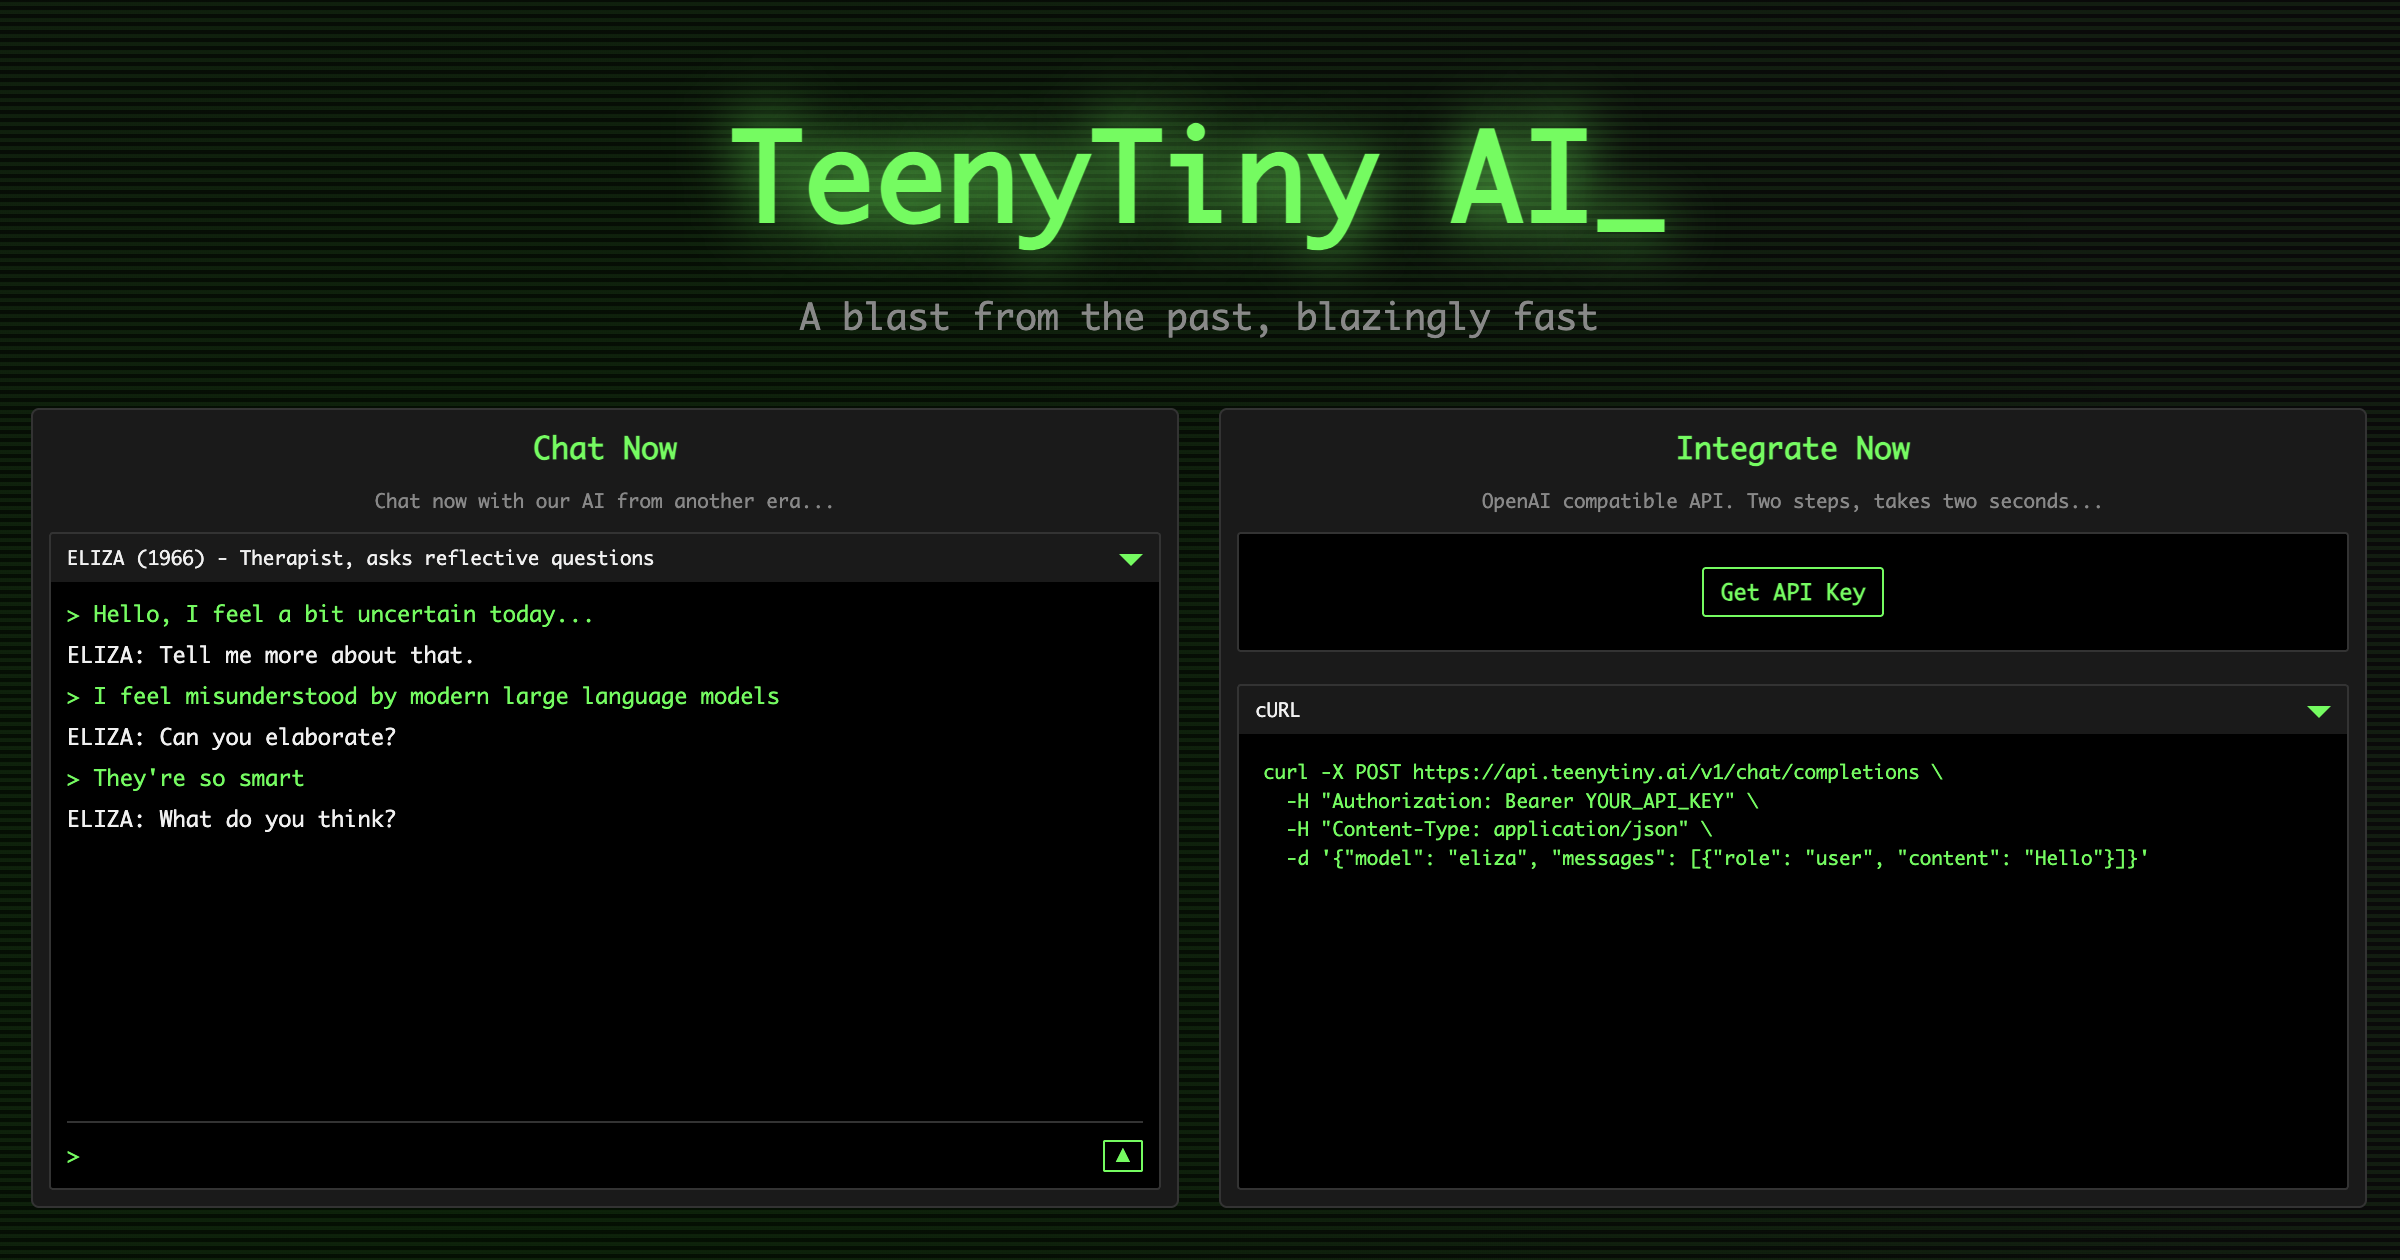 TeenyTiny AI_
A blast from the past, blazingly fast
Chat Now
Chat now with our AI from another era...
ELIZA (1966) - Therapist, asks reflective questions
> Hello, I feel a bit uncertain today...
ELIZA: Tell me more about that.
> I feel misunderstood by modern large language models
ELIZA: Can you elaborate?
> They're so smart
ELIZA: What do you think?
>
Integrate Now
OpenAI compatible API. Two steps, takes two seconds...
Get API Key
cURL
curl -X POST https://api.teenytiny.ai/v1/chat/completions \
  -H "Authorization: Bearer YOUR_API_KEY" \
  -H "Content-Type: application/json" \
  -d '{"model": "eliza", "messages": [{"role": "user", "content": "Hello"}]}'